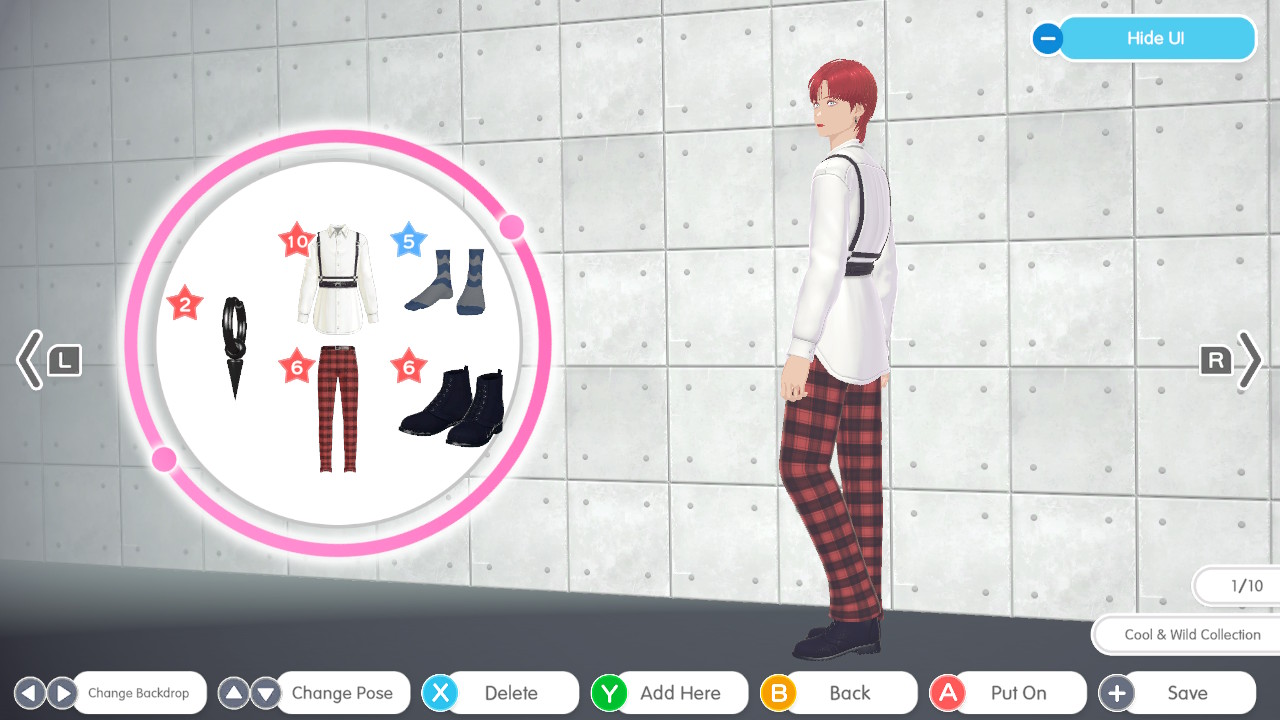 Hide UI
10
5
2
6
6
L
R
1/10
Cool & Wild Collection
Change Backdrop
Change Pose
X Delete
Y Add Here
B Back
A Put On
+ Save